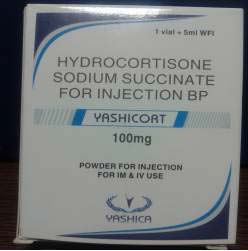 1 vial + 5ml WFI
HYDROCORTISONE
SODIUM SUCCINATE
FOR INJECTION BP
YASHICORT
100mg
POWDER FOR INJECTION
FOR IM & IV USE
YASHICA